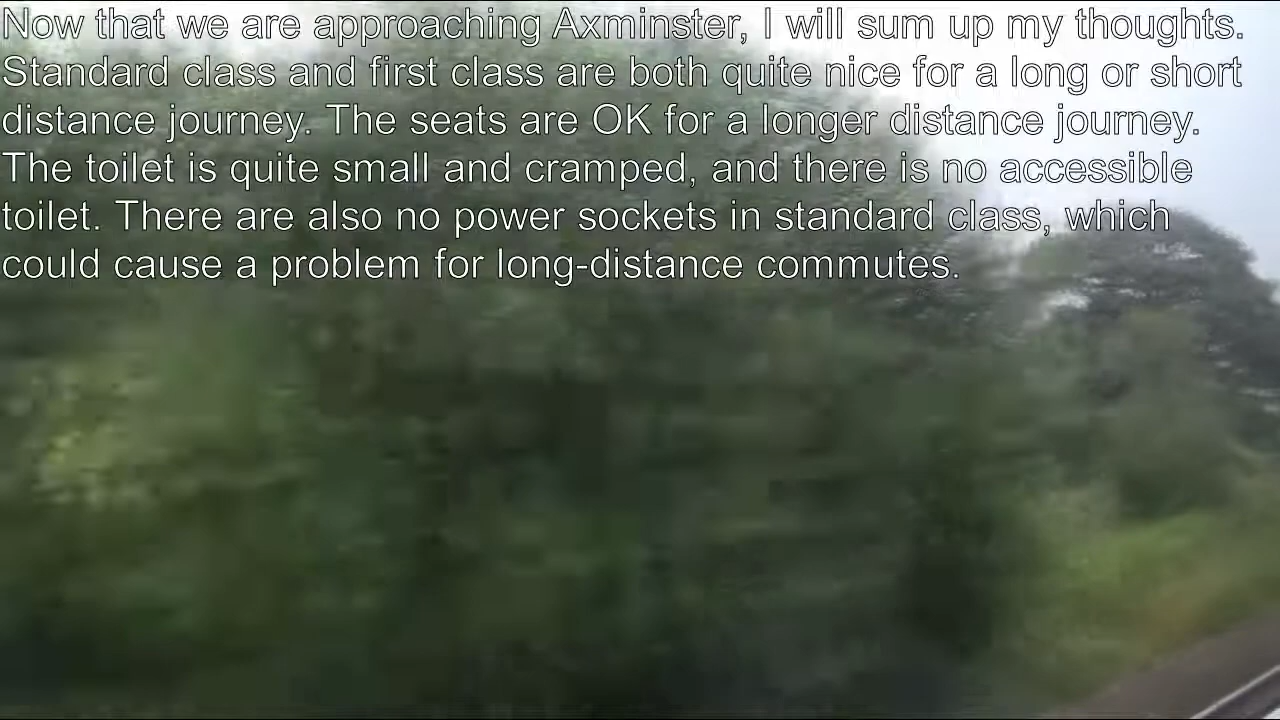 Now that we are approaching Axminster, I will sum up my thoughts.
Standard class and first class are both quite nice for a long or short
distance journey. The seats are OK for a longer distance journey.
The toilet is quite small and cramped, and there is no accessible
toilet. There are also no power sockets in standard class, which
could cause a problem for long-distance commutes.